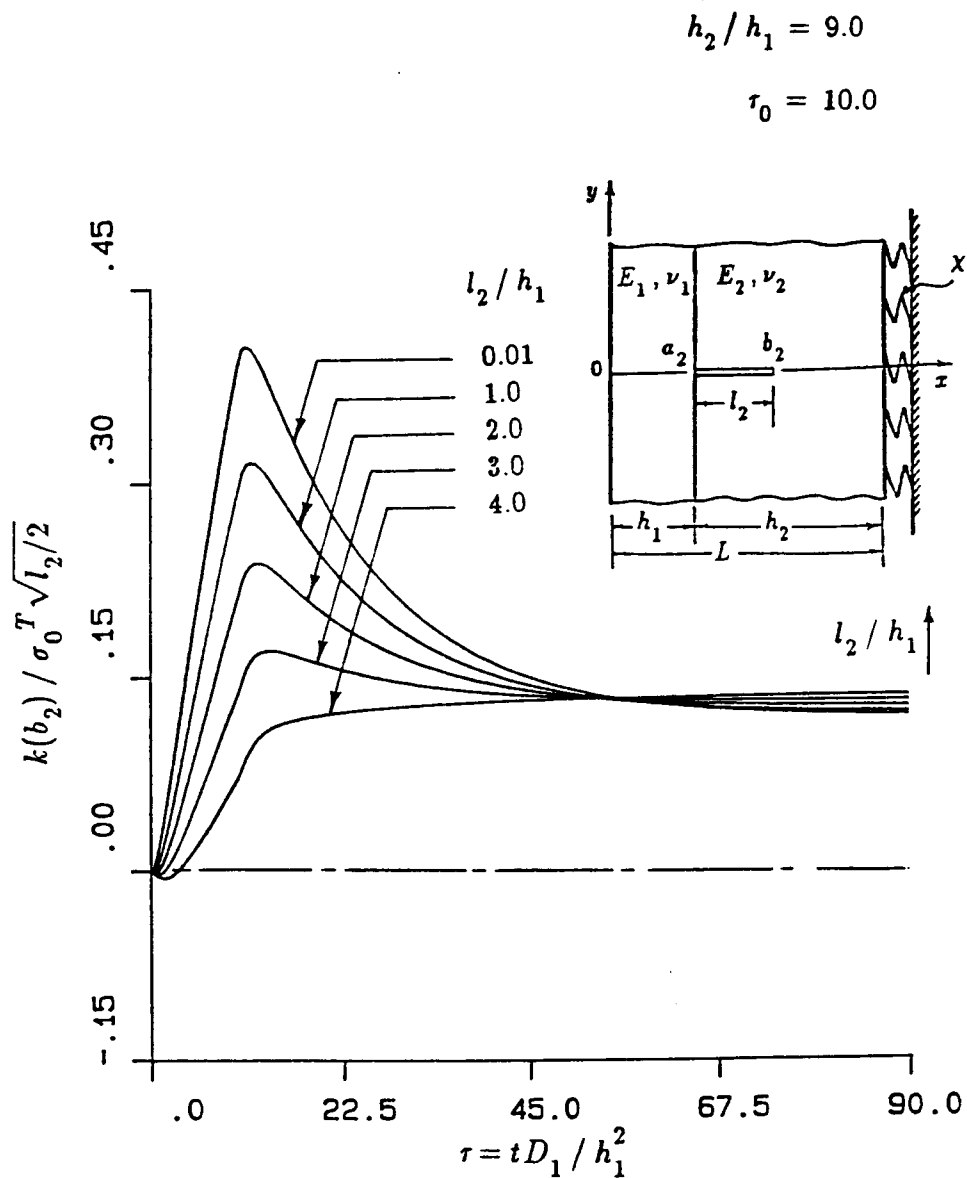 h₂ / h₁ = 9.0
τ₀ = 10.0
k(b₂) / σ₀ᵀ √l₂/2
.45
.30
.15
.00
-.15
l₂ / h₁
0.01
1.0
2.0
3.0
4.0
y
E₁ , ν₁
E₂ , ν₂
χ
0
a₂
b₂
x
l₂
h₁
h₂
L
l₂ / h₁
.0
22.5
45.0
67.5
90.0
τ = tD₁ / h₁²